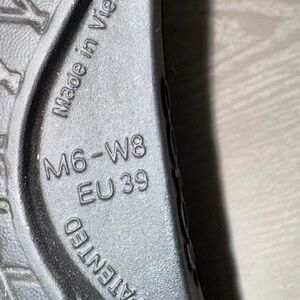 Made in Vie
M6-W8
EU 39
PATENTED